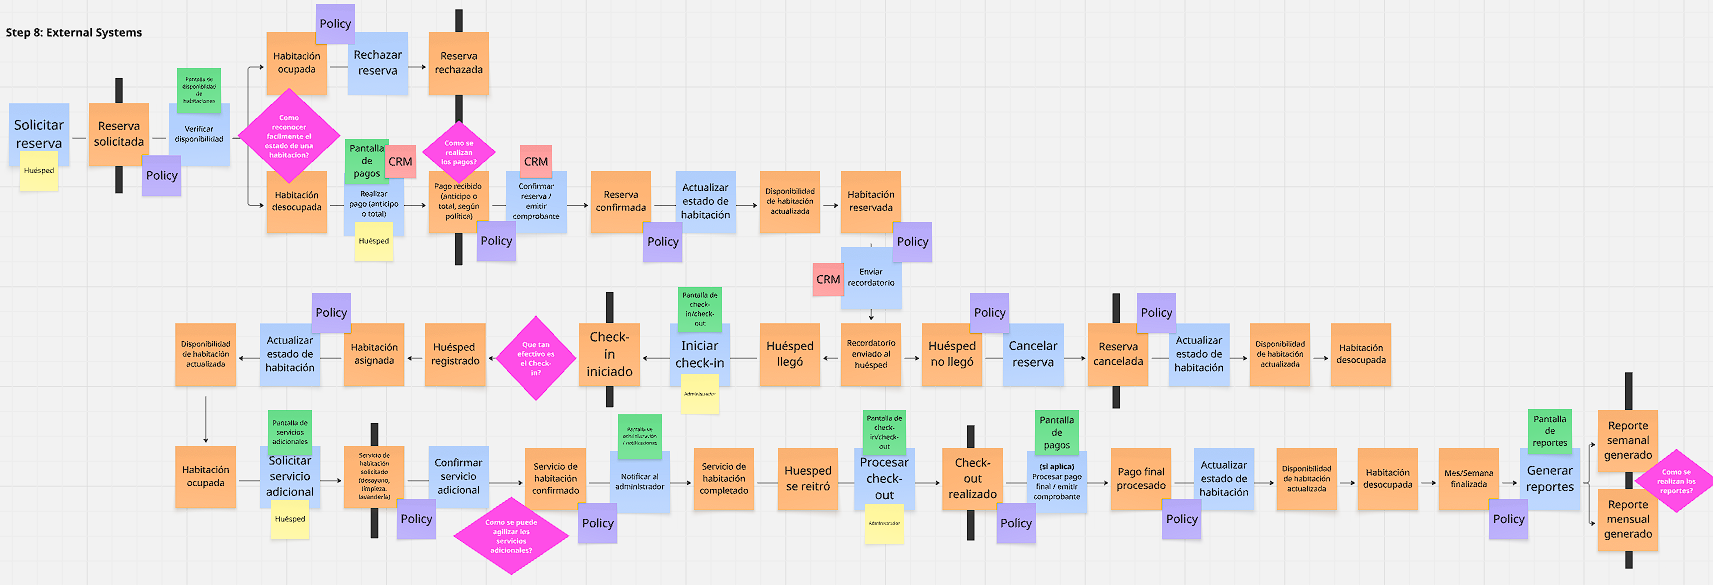 Step 8: External Systems
Policy
Habitación
ocupada
Rechazar
reserva
Reserva
rechazada
Pantalla de
disponibilidad
de
habitaciones
Solicitar
reserva
Huésped
Reserva
solicitada
Policy
Verificar
disponibilidad
Como
reconocer
facilmente el
estado de una
habitacion?
Como se
realizan
los pagos?
Pantalla
de
pagos
CRM
CRM
Habitación
desocupada
Realizar
pago (anticipo
o total)
Huésped
Pago recibido
(anticipo o
total, según
política)
Policy
Confirmar
reserva /
emitir
comprobante
Reserva
confirmada
Policy
Actualizar
estado de
habitación
Disponibilidad
de habitación
actualizada
Habitación
reservada
Policy
CRM
Enviar
recordatorio
Disponibilidad
de habitación
actualizada
Policy
Actualizar
estado de
habitación
Habitación
asignada
Huésped
registrado
Que tan
efectivo es
el Check-
in?
Check-
in
iniciado
Pantalla de
check-
in/check-
out
Iniciar
check-in
Administrador
Huésped
llegó
Recordatorio
enviado al
huésped
Huésped
no llegó
Policy
Cancelar
reserva
Reserva
cancelada
Policy
Actualizar
estado de
habitación
Disponibilidad
de habitación
actualizada
Habitación
desocupada
Habitación
ocupada
Pantalla de
servicios
adicionales
Solicitar
servicio
adicional
Huésped
Servicio de
habitación
solicitado
(desayuno,
limpieza,
lavandería)
Policy
Confirmar
servicio
adicional
Como se puede
agilizar los
servicios
adicionales?
Servicio de
habitación
confirmado
Policy
Pantalla de
administración
/ notificaciones
Notificar al
administrador
Servicio de
habitación
completado
Huesped
se reitró
Pantalla de
check-
in/check-
out
Procesar
check-
out
Administrador
Check-
out
realizado
Policy
Pantalla
de
pagos
(si aplica)
Procesar pago
final / emitir
comprobante
Pago final
procesado
Policy
Actualizar
estado de
habitación
Disponibilidad
de habitación
actualizada
Habitación
desocupada
Mes/Semana
finalizada
Policy
Pantalla
de
reportes
Generar
reportes
Reporte
semanal
generado
Como se
realizan los
reportes?
Reporte
mensual
generado